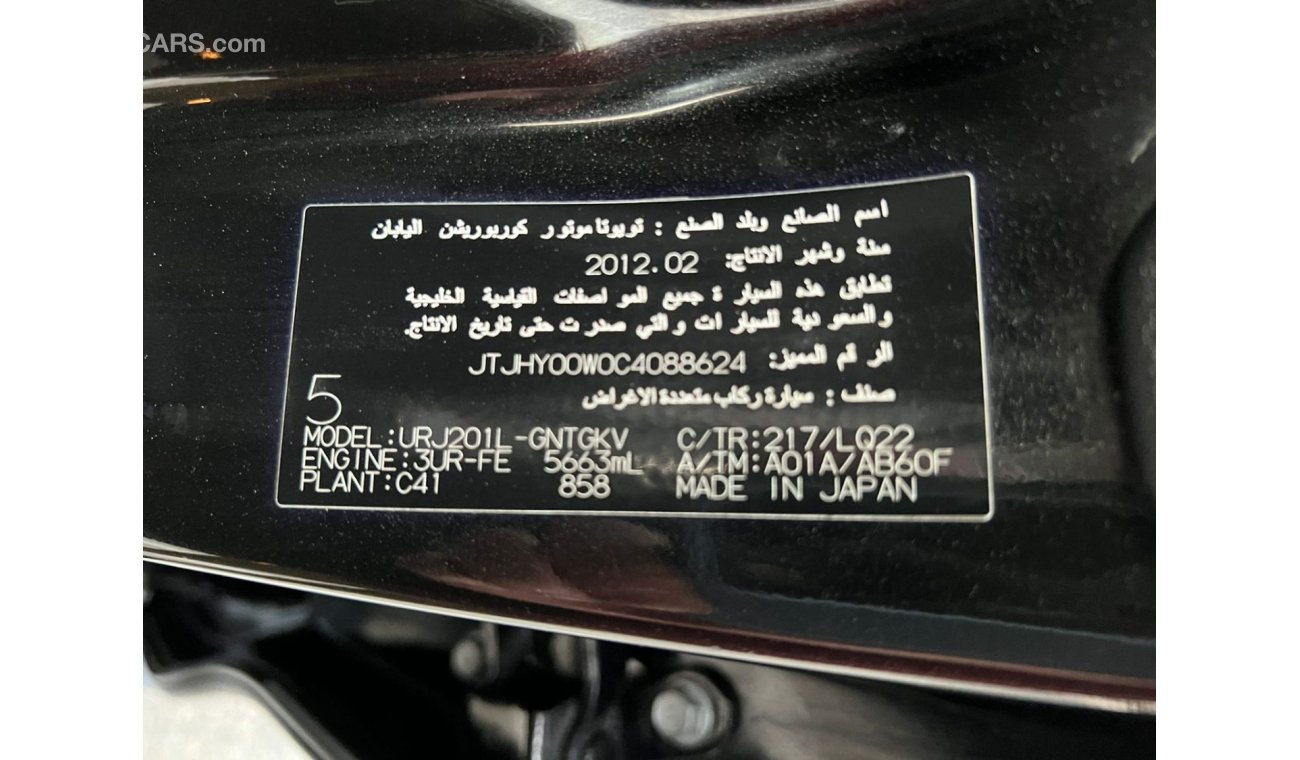 CARS.com
اسم الصانع وبلد الصنع : تويوتا موتور كوربوريشن اليابان
سنة وشهر الانتاج: 2012.02
تطابق هذه السيارة جميع المواصفات القياسية الخليجية
والسعودية للسيارات والتي صدرت حتى تاريخ الانتاج.
الرقم المميز: JTJHY00W0C4088624
صنف : سيارة ركاب متعددة الاغراض
5
MODEL:URJ201L-GNTGKV C/TR:217/LQ22
ENGINE:3UR-FE 5663mL A/TM:A01A/AB60F
PLANT:C41 858 MADE IN JAPAN